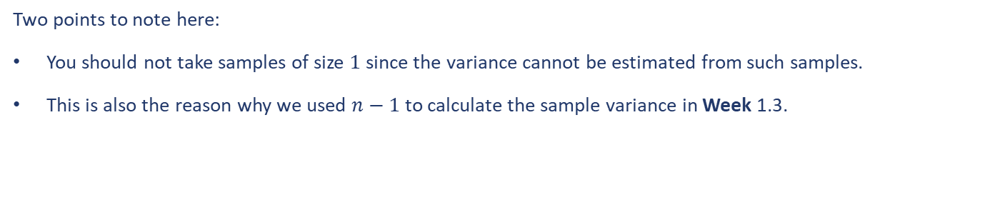 Two points to note here:
• You should not take samples of size 1 since the variance cannot be estimated from such samples.
• This is also the reason why we used n − 1 to calculate the sample variance in Week 1.3.